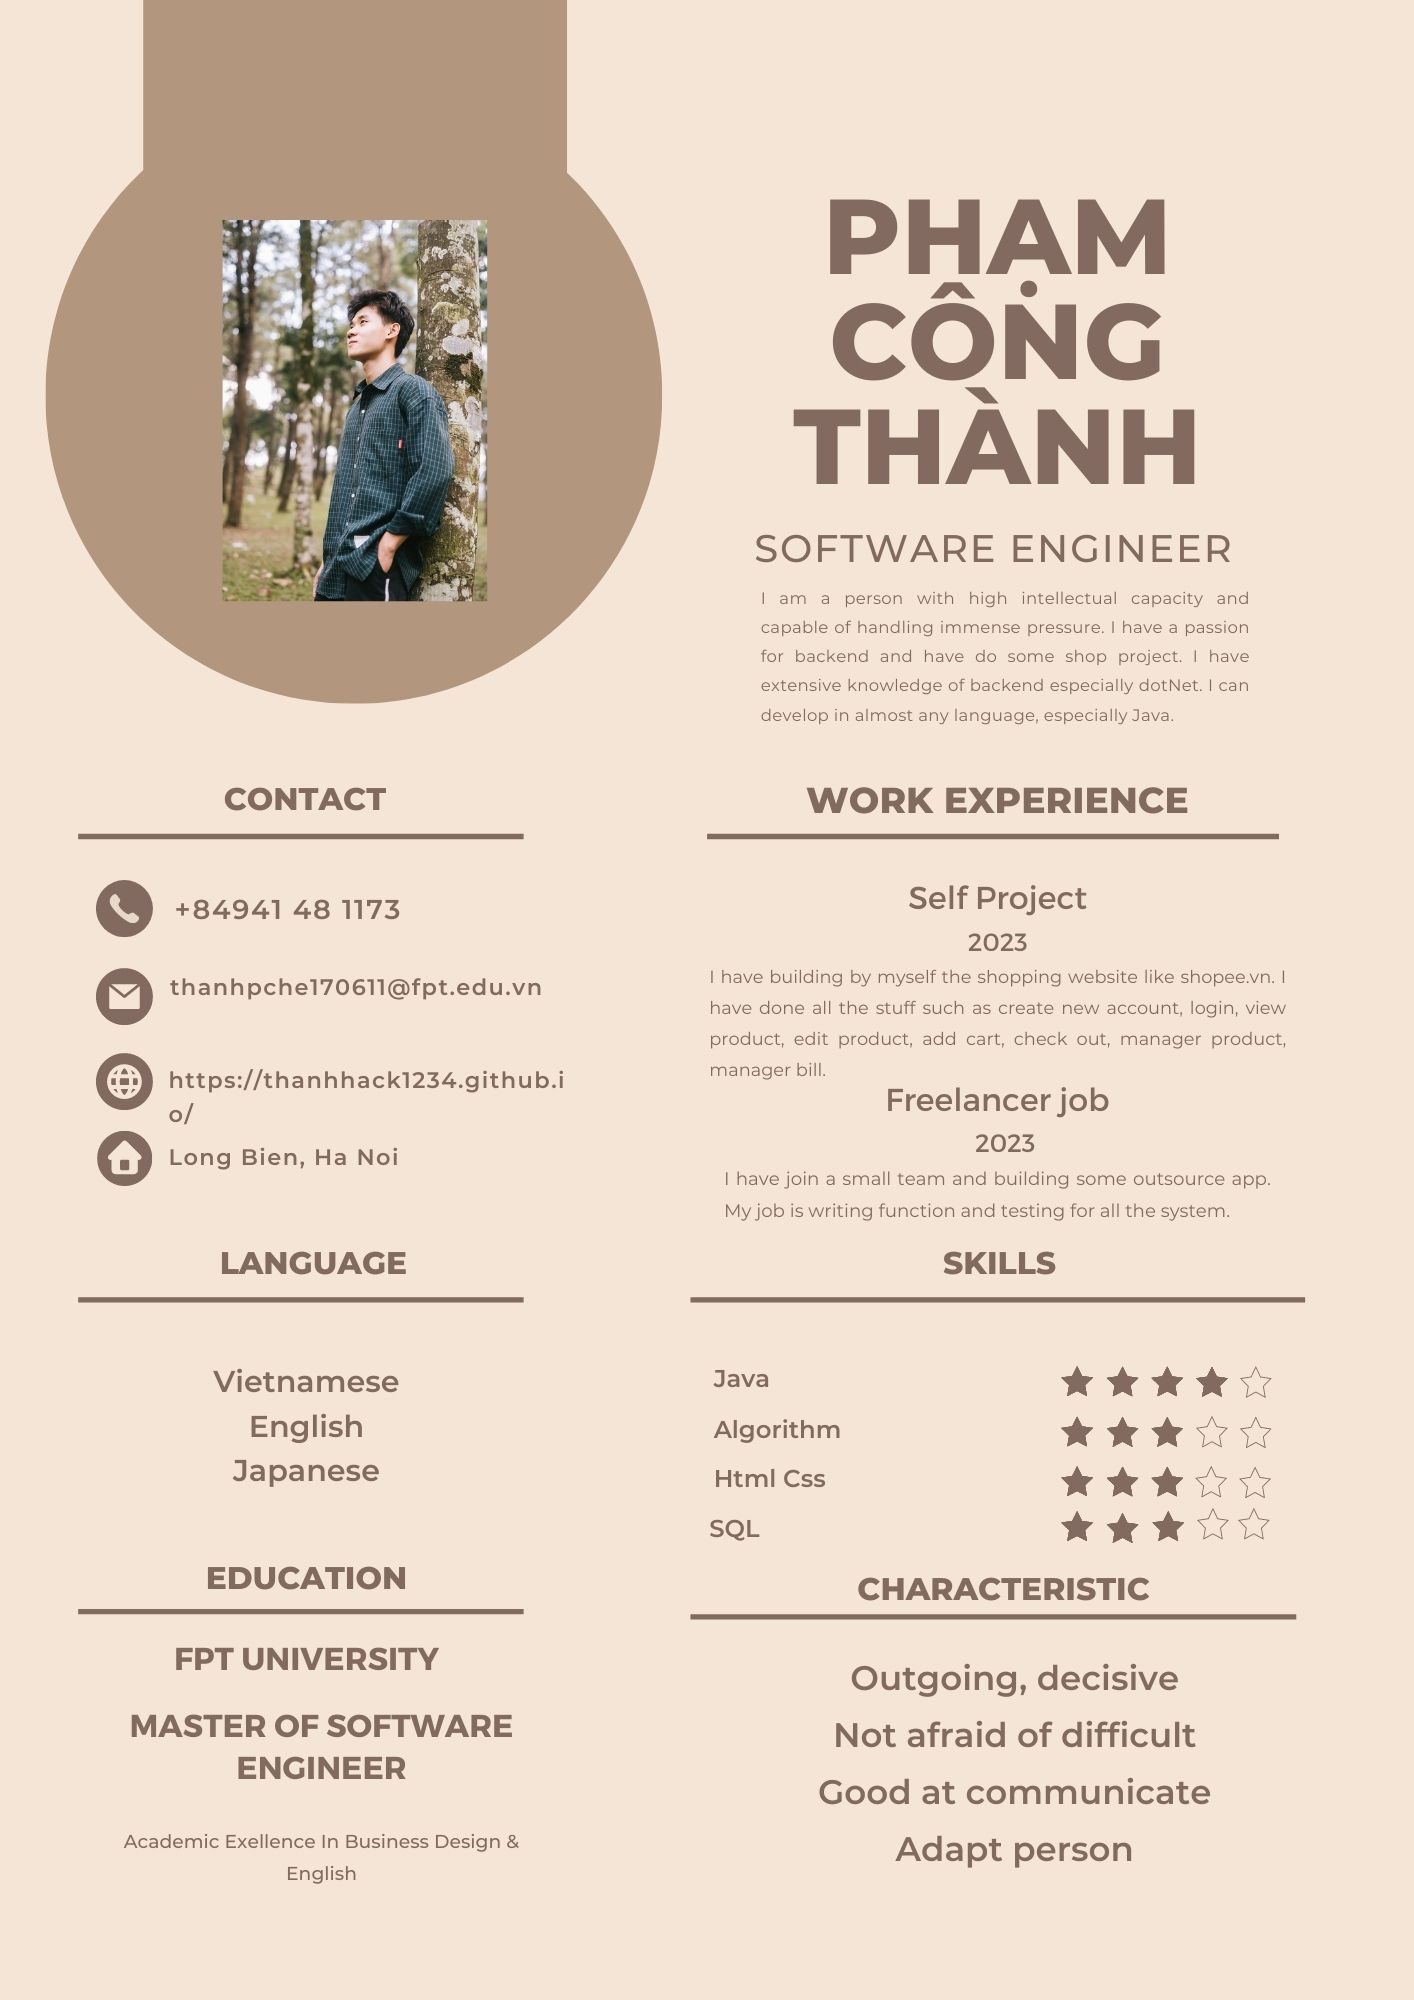 PHẠM
CÔNG
THÀNH
SOFTWARE ENGINEER
I am a person with high intellectual capacity and
capable of handling immense pressure. I have a passion
for backend and have do some shop project. I have
extensive knowledge of backend especially dotNet. I can
develop in almost any language, especially Java.
CONTACT
+84941 48 1173
thanhpche170611@fpt.edu.vn
https://thanhhack1234.github.i
o/
Long Bien, Ha Noi
LANGUAGE
Vietnamese
English
Japanese
EDUCATION
FPT UNIVERSITY
MASTER OF SOFTWARE
ENGINEER
Academic Exellence In Business Design &
English
WORK EXPERIENCE
Self Project
2023
I have building by myself the shopping website like shopee.vn. I
have done all the stuff such as create new account, login, view
product, edit product, add cart, check out, manager product,
manager bill.
Freelancer job
2023
I have join a small team and building some outsource app.
My job is writing function and testing for all the system.
SKILLS
Java
Algorithm
Html Css
SQL
CHARACTERISTIC
Outgoing, decisive
Not afraid of difficult
Good at communicate
Adapt person